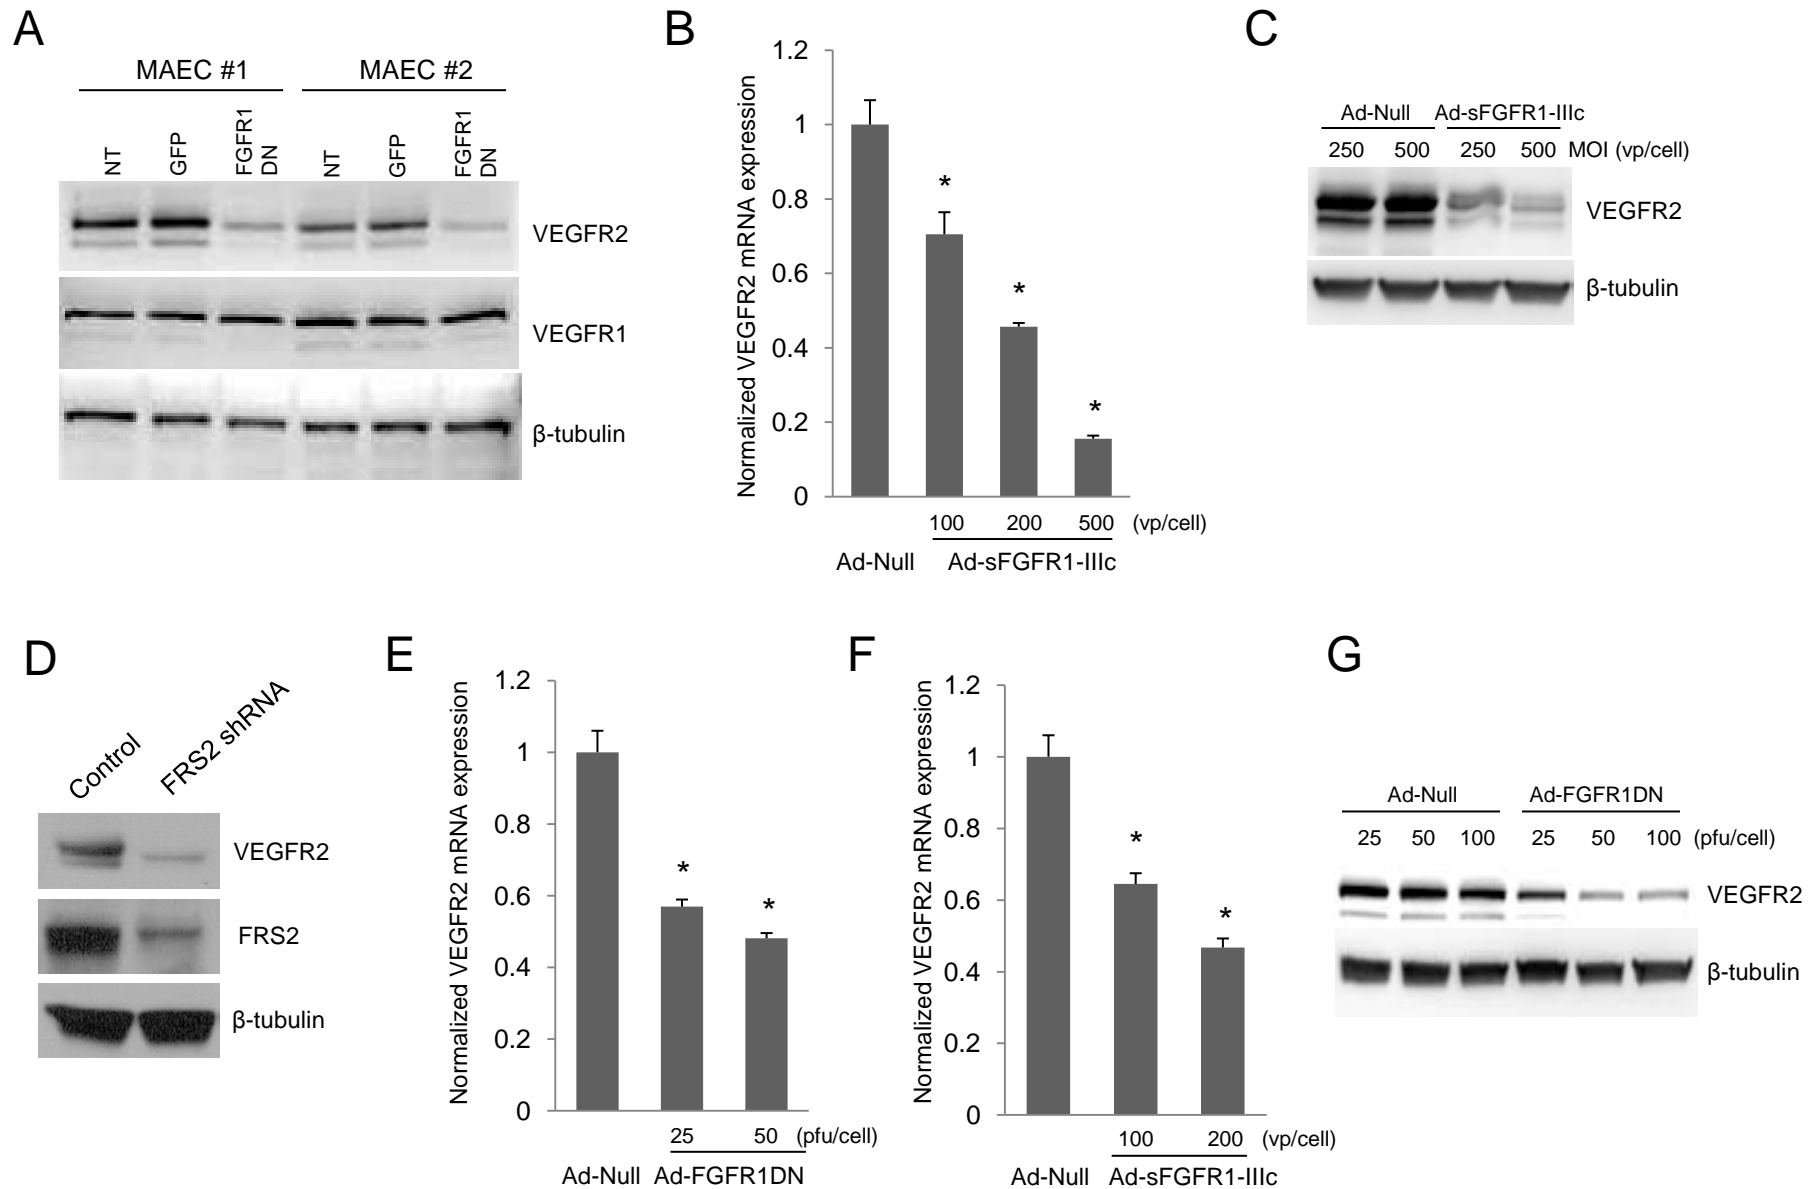 A
MAEC #1
MAEC #2
NT
GFP
FGFR1
DN
NT
GFP
FGFR1
DN
VEGFR2
VEGFR1
β-tubulin
B
Normalized VEGFR2 mRNA expression
1.2
1
0.8
0.6
0.4
0.2
0
*
*
*
100
200
500
(vp/cell)
Ad-Null
Ad-sFGFR1-IIIc
C
Ad-Null
Ad-sFGFR1-IIIc
250
500
250
500
MOI (vp/cell)
VEGFR2
β-tubulin
D
Control
FRS2 shRNA
VEGFR2
FRS2
β-tubulin
E
Normalized VEGFR2 mRNA expression
1.2
1
0.8
0.6
0.4
0.2
0
*
*
25
50
(pfu/cell)
Ad-Null
Ad-FGFR1DN
F
Normalized VEGFR2 mRNA expression
1.2
1
0.8
0.6
0.4
0.2
0
*
*
100
200
(vp/cell)
Ad-Null
Ad-sFGFR1-IIIc
G
Ad-Null
Ad-FGFR1DN
25
50
100
25
50
100
(pfu/cell)
VEGFR2
β-tubulin